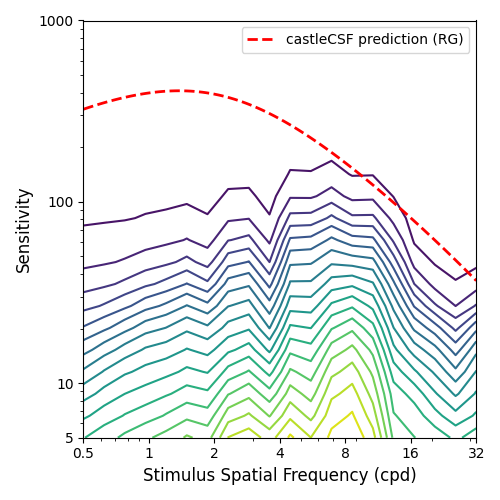 castleCSF prediction (RG)
Sensitivity
1000
100
10
5
0.5 1 2 4 8 16 32
Stimulus Spatial Frequency (cpd)